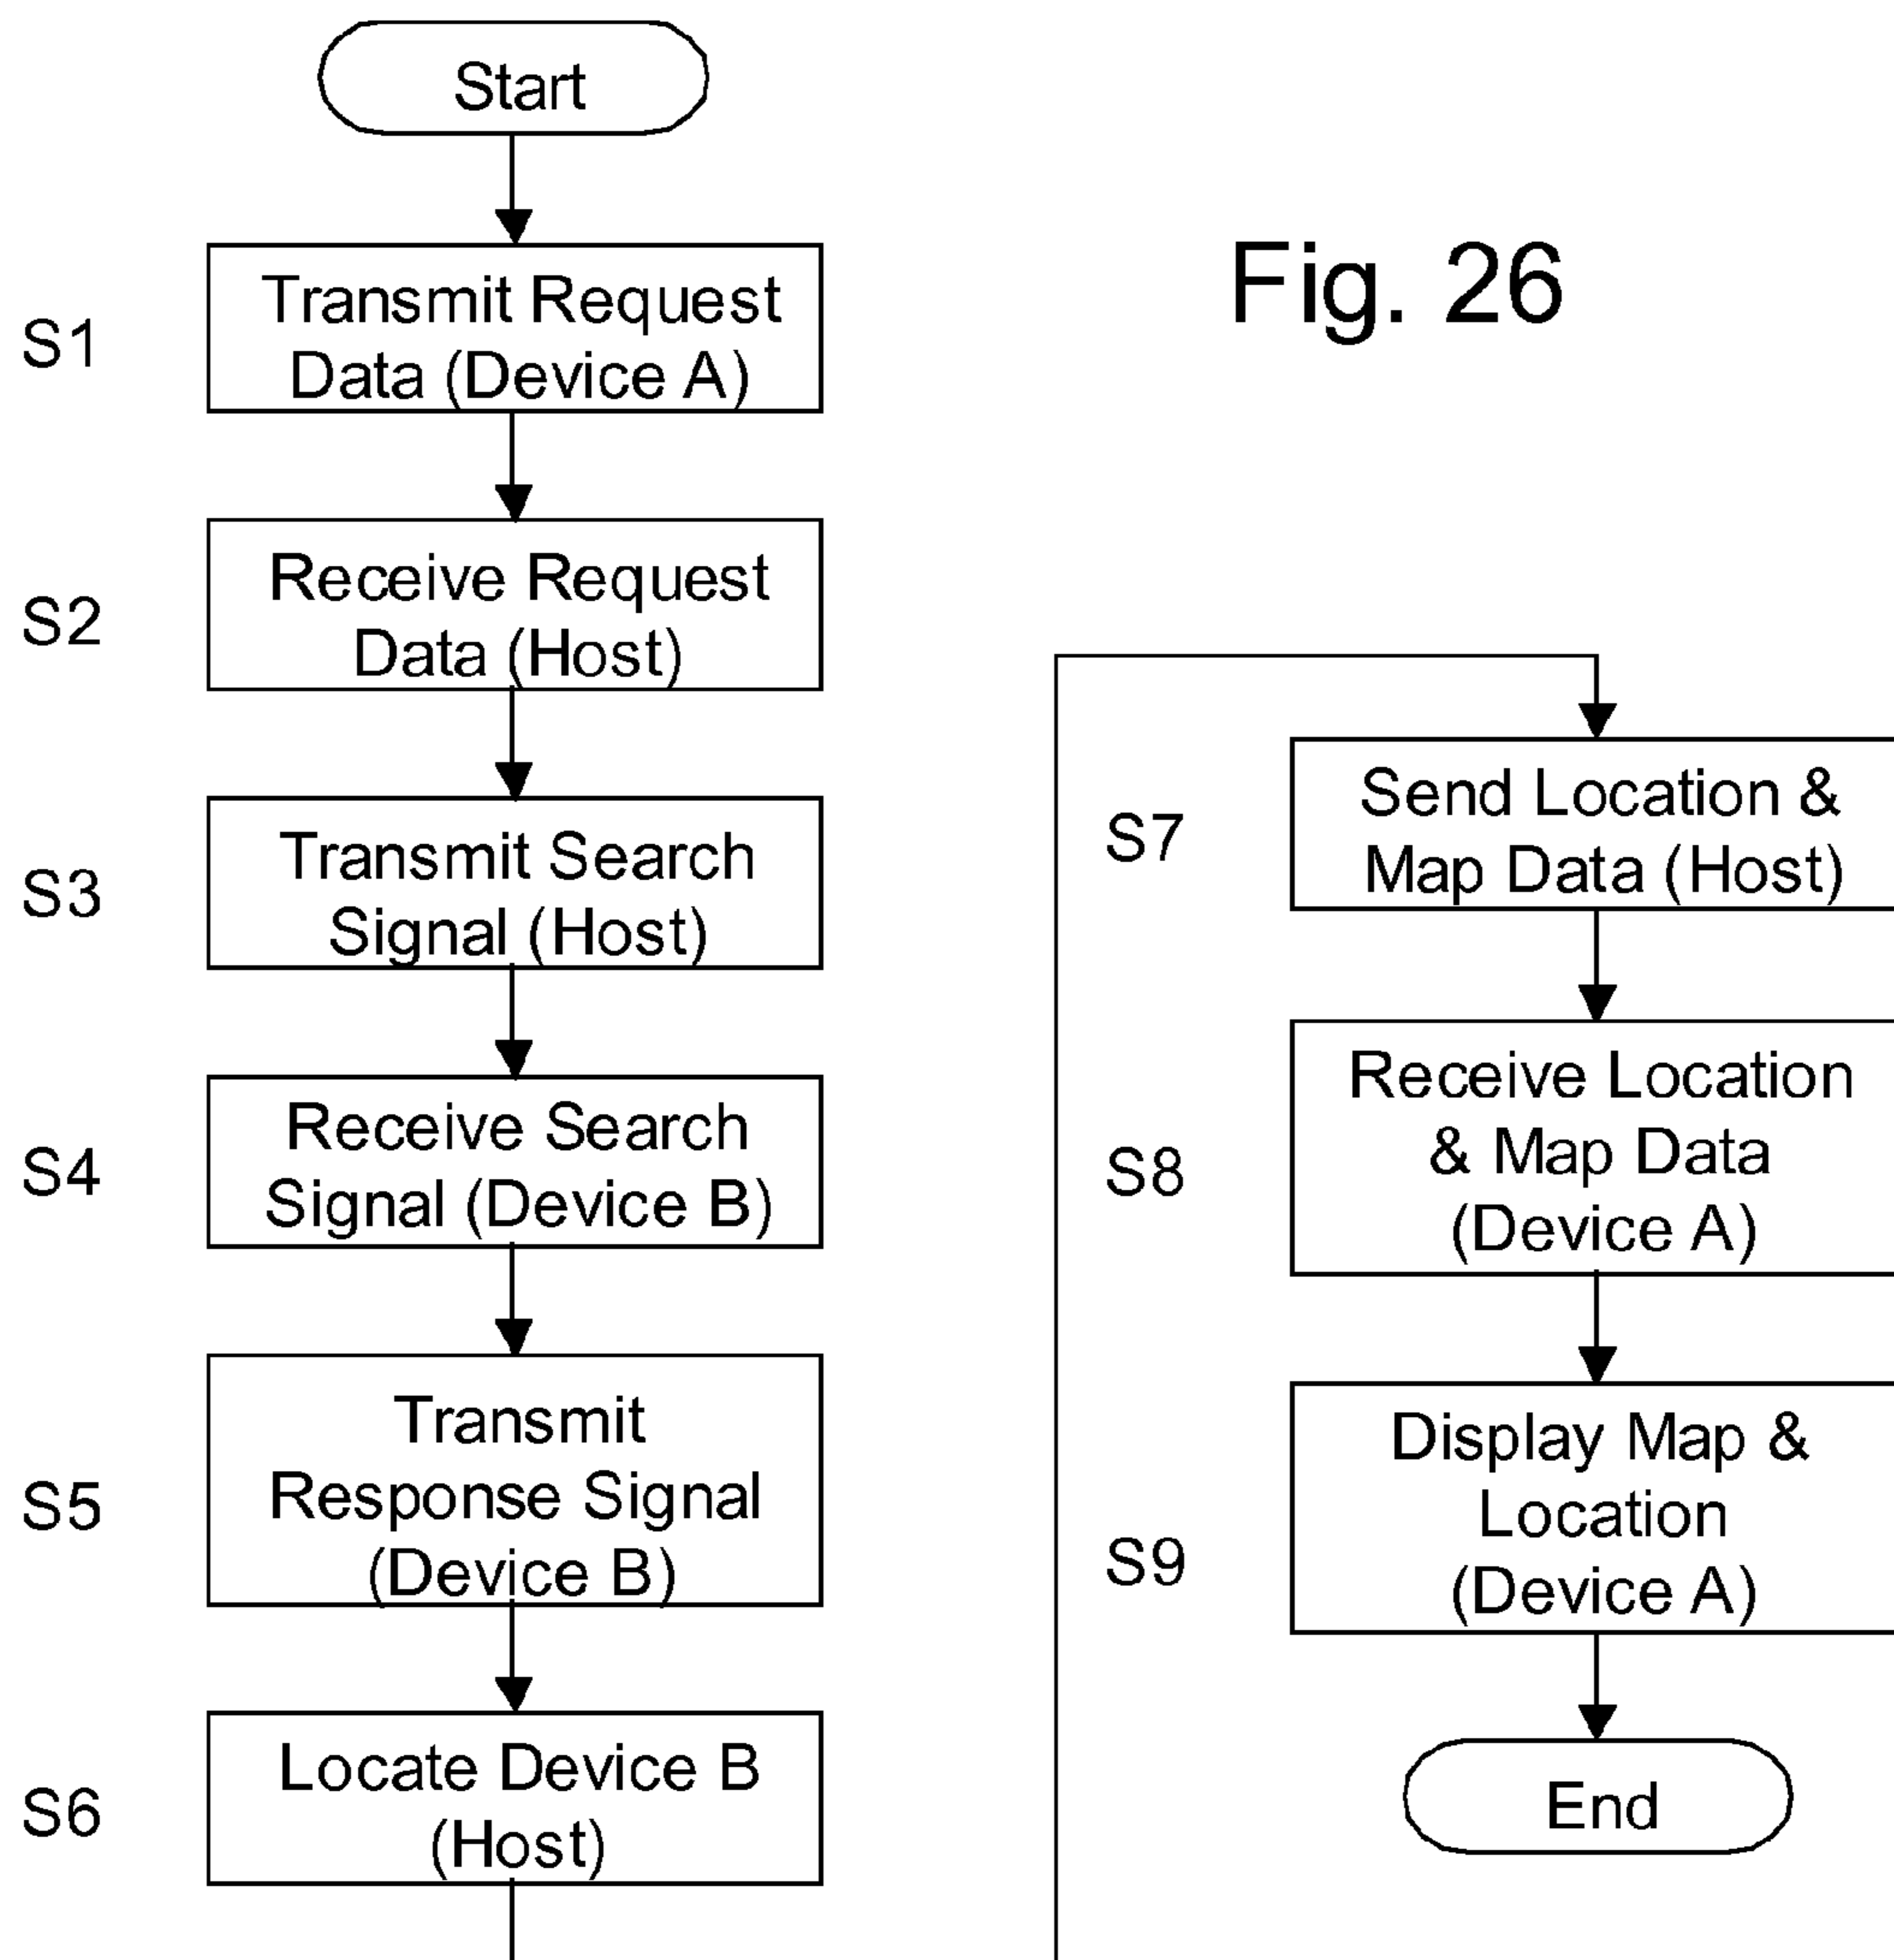 Start
Fig. 26
S1
Transmit Request
Data (Device A)
S2
Receive Request
Data (Host)
S3
Transmit Search
Signal (Host)
S4
Receive Search
Signal (Device B)
S5
Transmit
Response Signal
(Device B)
S6
Locate Device B
(Host)
S7
Send Location &
Map Data (Host)
S8
Receive Location
& Map Data
(Device A)
S9
Display Map &
Location
(Device A)
End